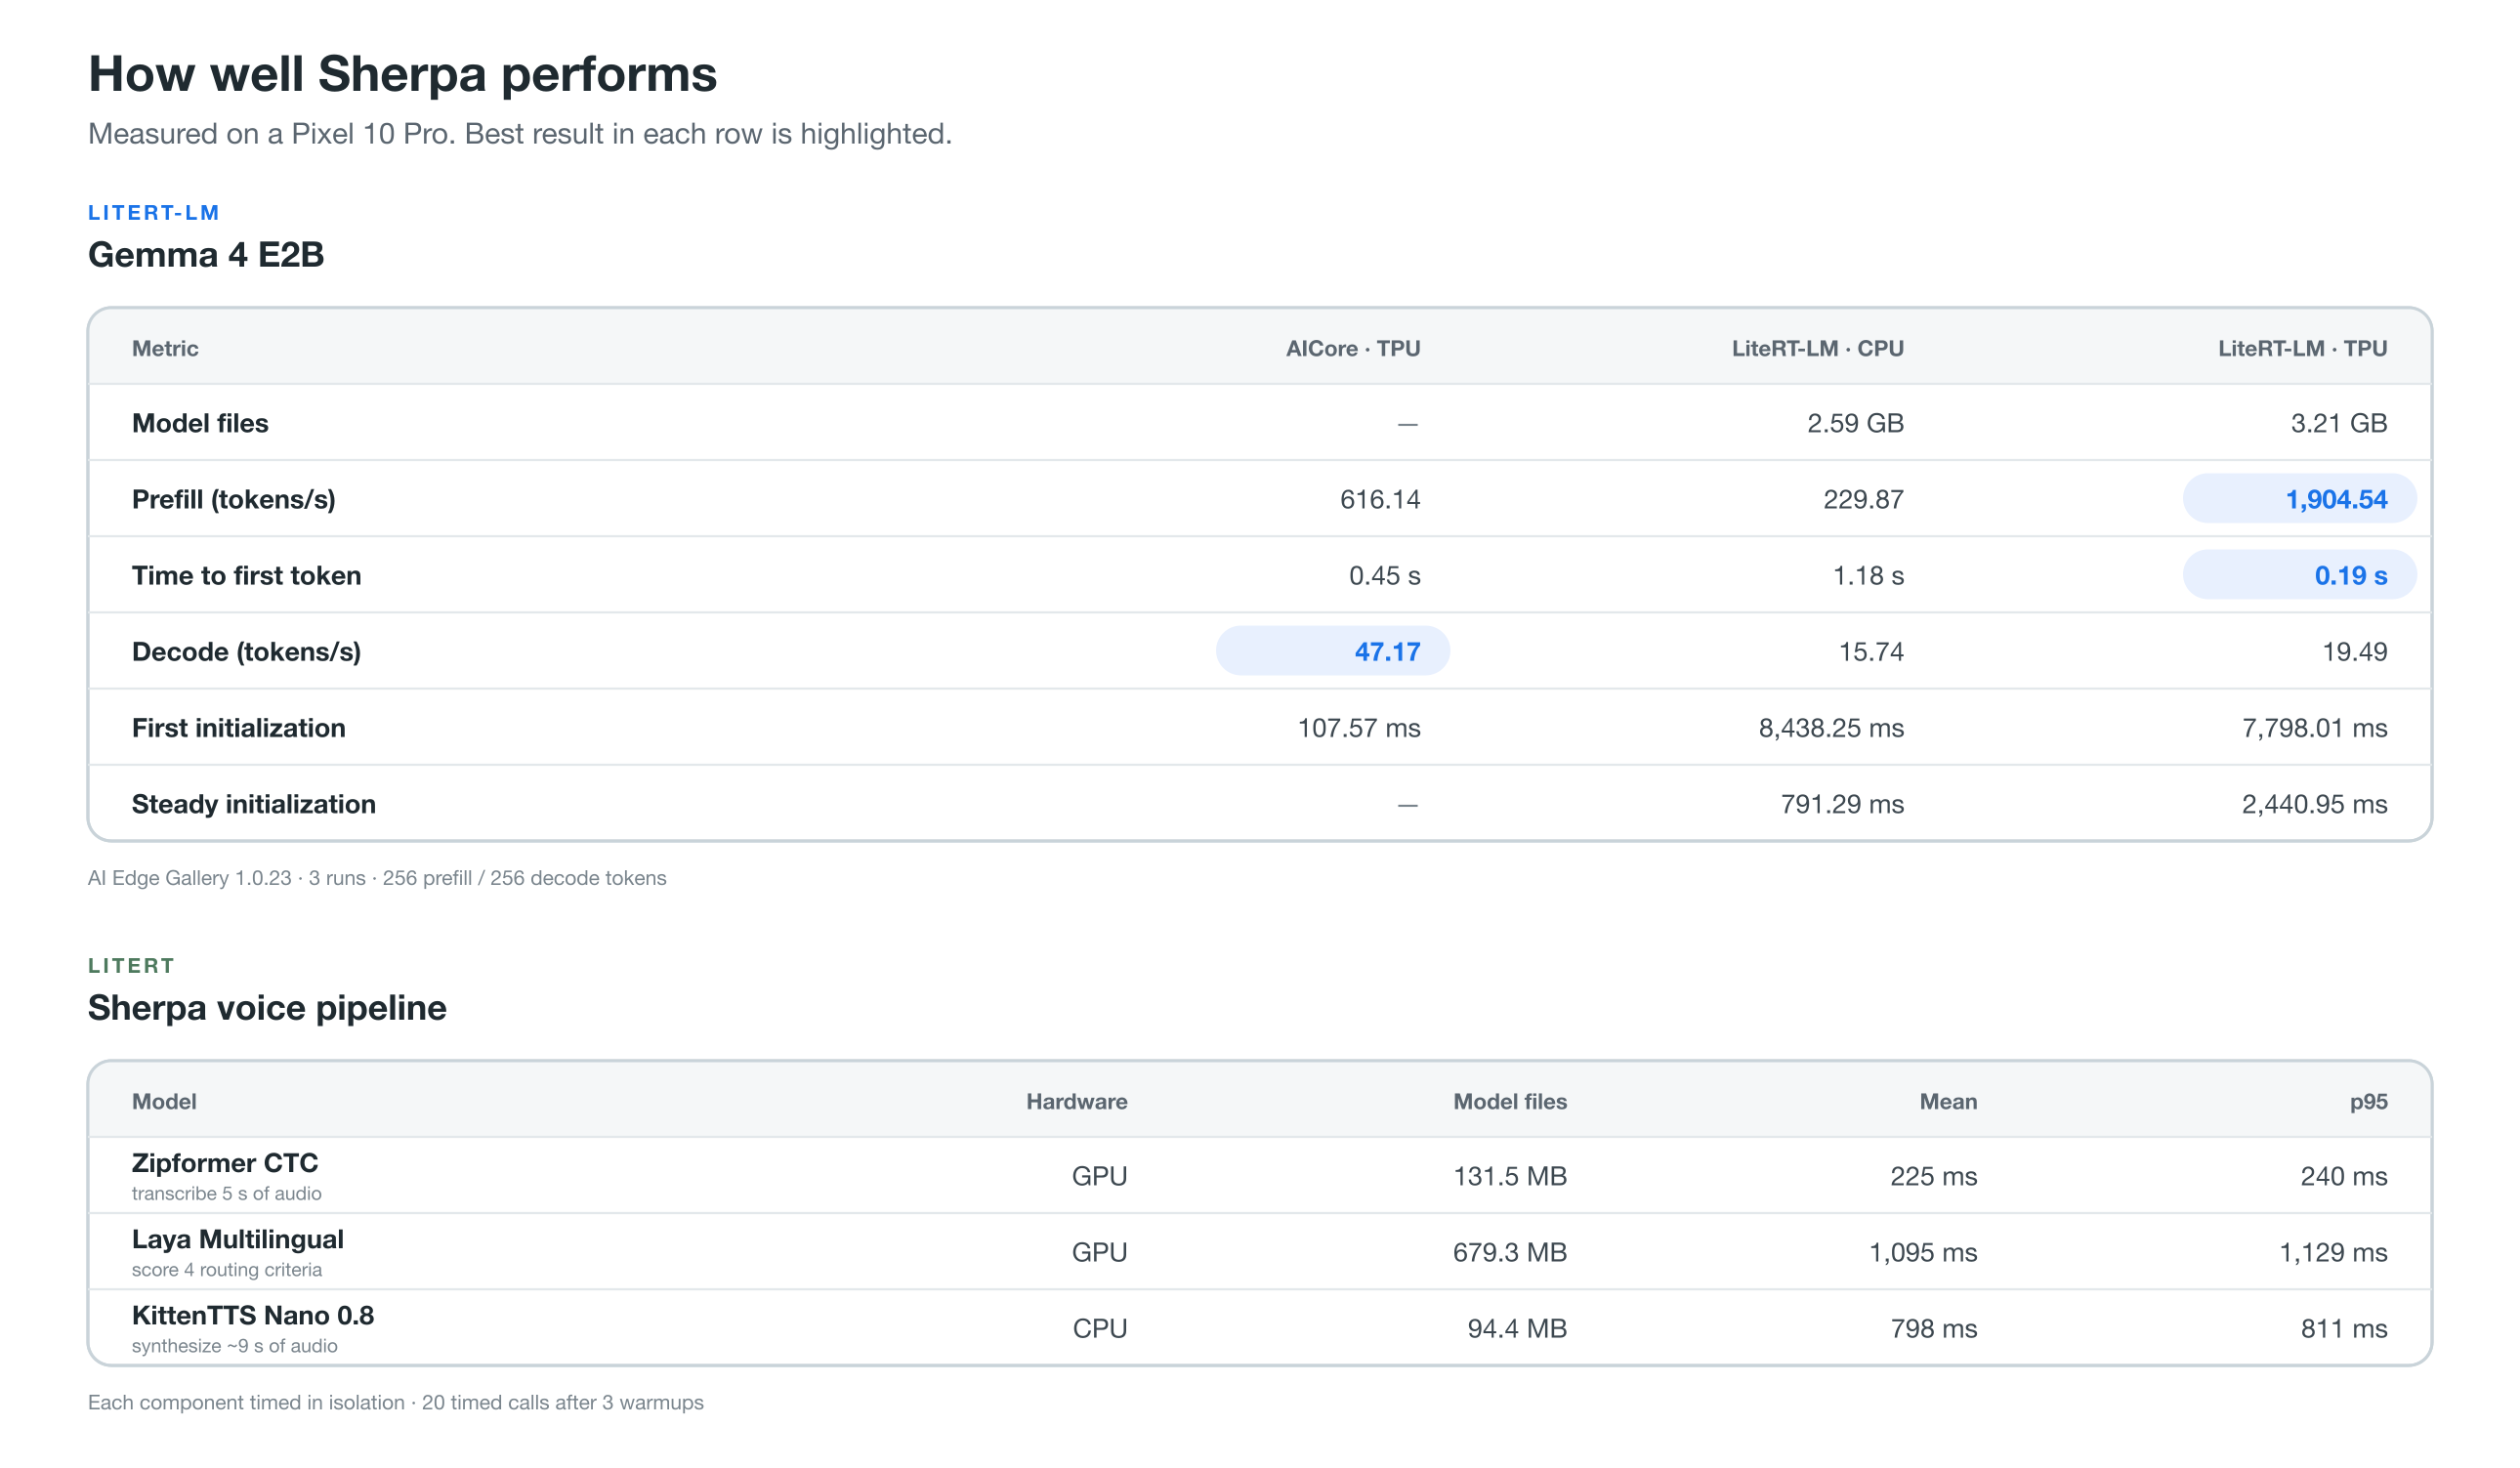 How well Sherpa performs
Measured on a Pixel 10 Pro. Best result in each row is highlighted.
LITERT-LM
Gemma 4 E2B
Metric AICore · TPU LiteRT-LM · CPU LiteRT-LM · TPU
Model files — 2.59 GB 3.21 GB
Prefill (tokens/s) 616.14 229.87 1,904.54
Time to first token 0.45 s 1.18 s 0.19 s
Decode (tokens/s) 47.17 15.74 19.49
First initialization 107.57 ms 8,438.25 ms 7,798.01 ms
Steady initialization — 791.29 ms 2,440.95 ms
AI Edge Gallery 1.0.23 · 3 runs · 256 prefill / 256 decode tokens
LITERT
Sherpa voice pipeline
Model Hardware Model files Mean p95
Zipformer CTC GPU 131.5 MB 225 ms 240 ms
transcribe 5 s of audio
Laya Multilingual GPU 679.3 MB 1,095 ms 1,129 ms
score 4 routing criteria
KittenTTS Nano 0.8 CPU 94.4 MB 798 ms 811 ms
synthesize ~9 s of audio
Each component timed in isolation · 20 timed calls after 3 warmups